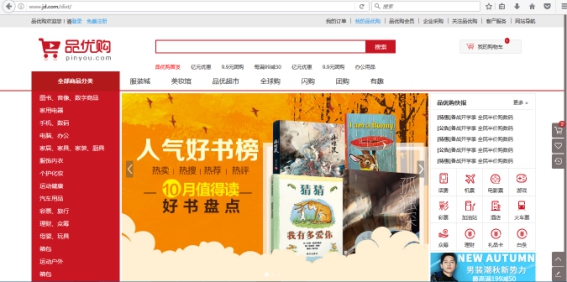 www.jd.com/dist/
搜索
品优购欢迎您！请登录 免费注册
我的订单 我的品优购 品优购会员 企业采购 关注品优购 客户服务 网站导航
品优购
pinyou.com
搜索
我的购物车
亿元优惠 9.9元团购 每满99减30 亿元优惠 9.9元团购 办公用品
全部商品分类
服装城 美妆馆 品优超市 全球购 闪购 团购 有趣
图书、音像、数字商品
家用电器
手机、数码
电脑、办公
家居、家具、家装、厨具
服饰内衣
个护化妆
运动健康
汽车用品
彩票、旅行
理财、众筹
母婴、玩具
箱包
运动户外
箱包
人气好书榜
热卖 | 热搜 | 热荐 | 热评
10月值得读
好书盘点
猜猜
我有多爱你
品优购快报
更多
[特惠]备战开学季 全民半价购数码
[公告]备战开学季 全民半价购数码
[特惠]备战开学季 全民半价购数码
[公告]备战开学季 全民半价购数码
[特惠]备战开学季 全民半价购数码
话费 机票 电影票 游戏
彩票 加油站 酒店 火车票
众筹 理财 礼品卡 白条
NEW AUTUMN
男装潮秋新势力
最高满199减50